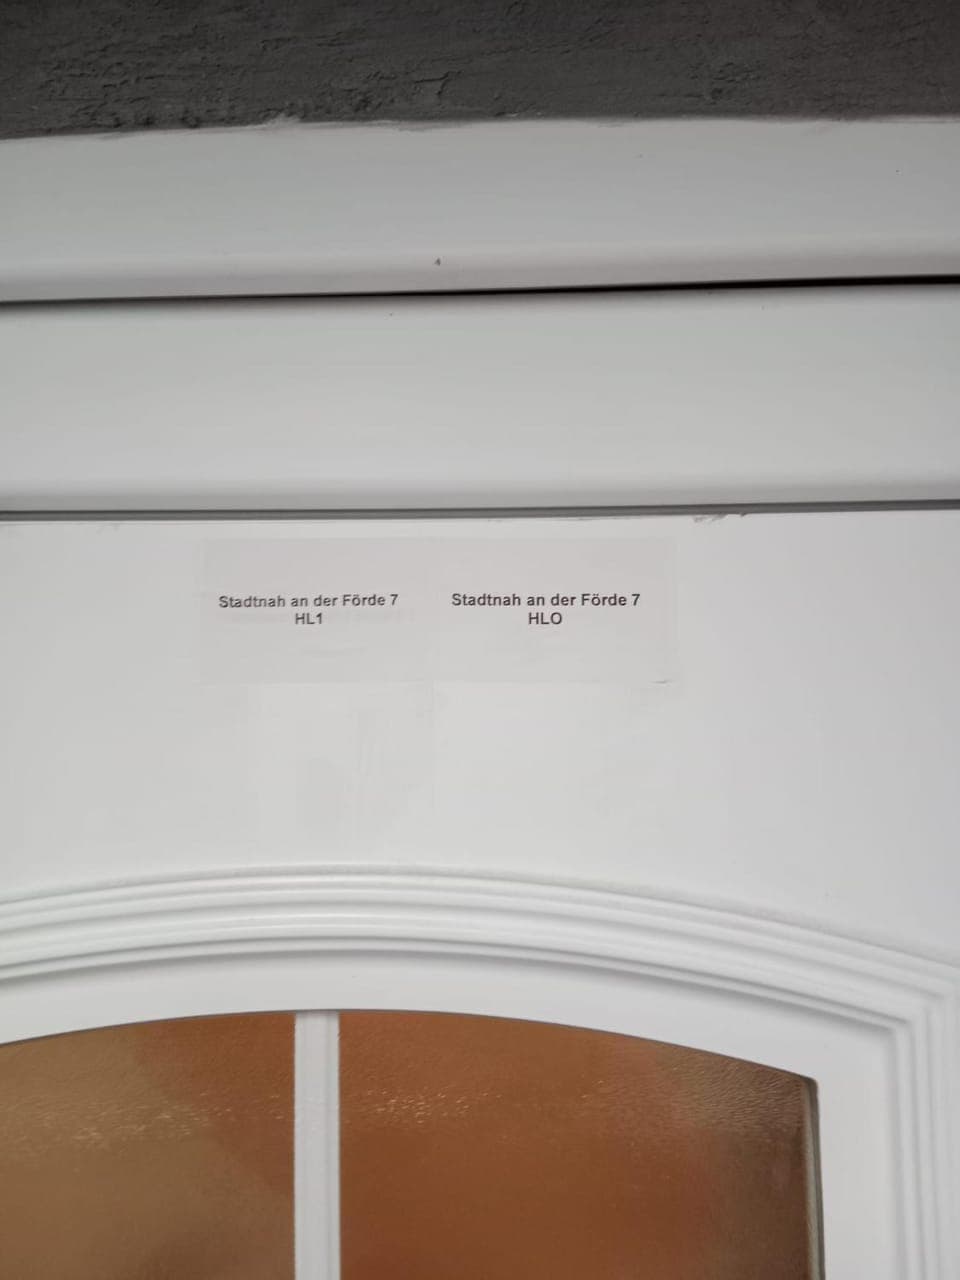 Stadtnah an der Förde 7
HL1
Stadtnah an der Förde 7
HLO